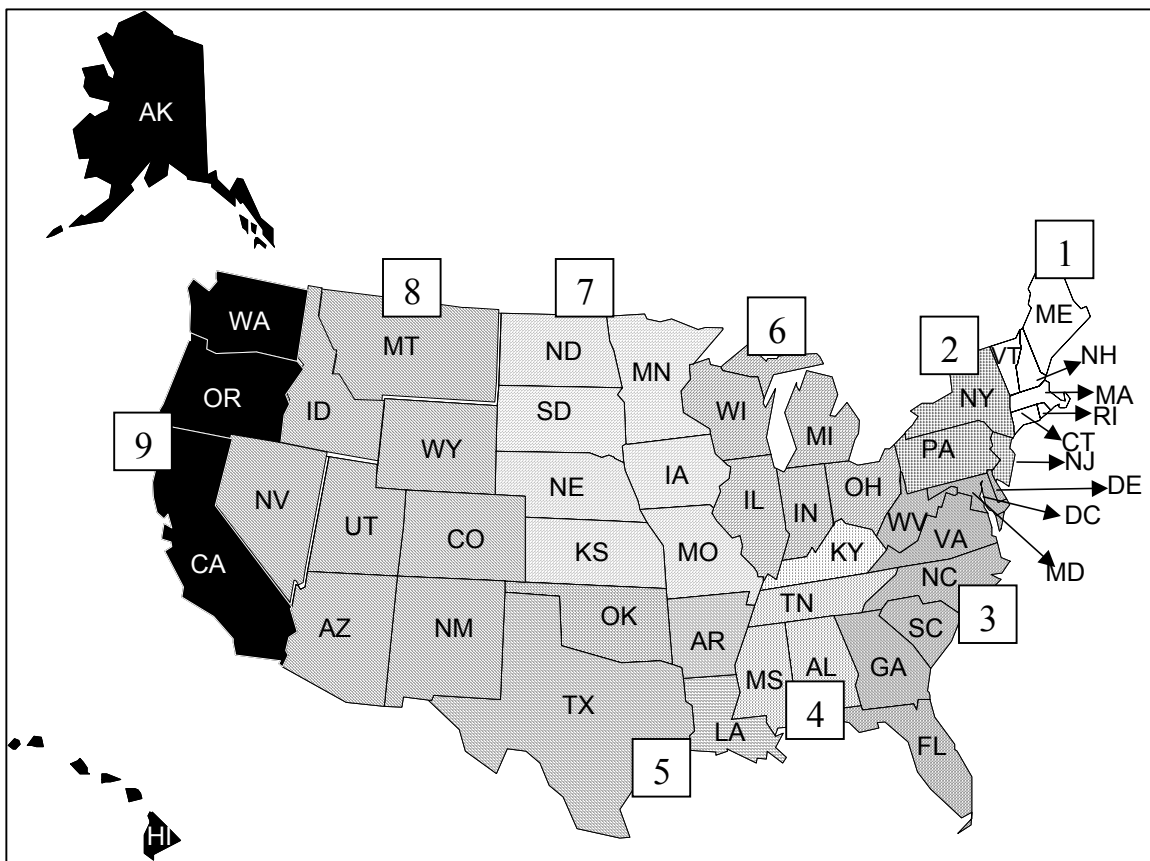 AK
1
8
7
6
ME
WA
MT
ND
MN
2
VT
NH
OR
ID
SD
WI
NY
MA
RI
9
WY
MI
CT
PA
NJ
NV
NE
IA
OH
DE
UT
CO
IL
IN
WV
DC
CA
KS
MO
KY
VA
MD
NC
AZ
NM
OK
AR
TN
SC
3
MS
AL
GA
TX
4
LA
FL
5
HI